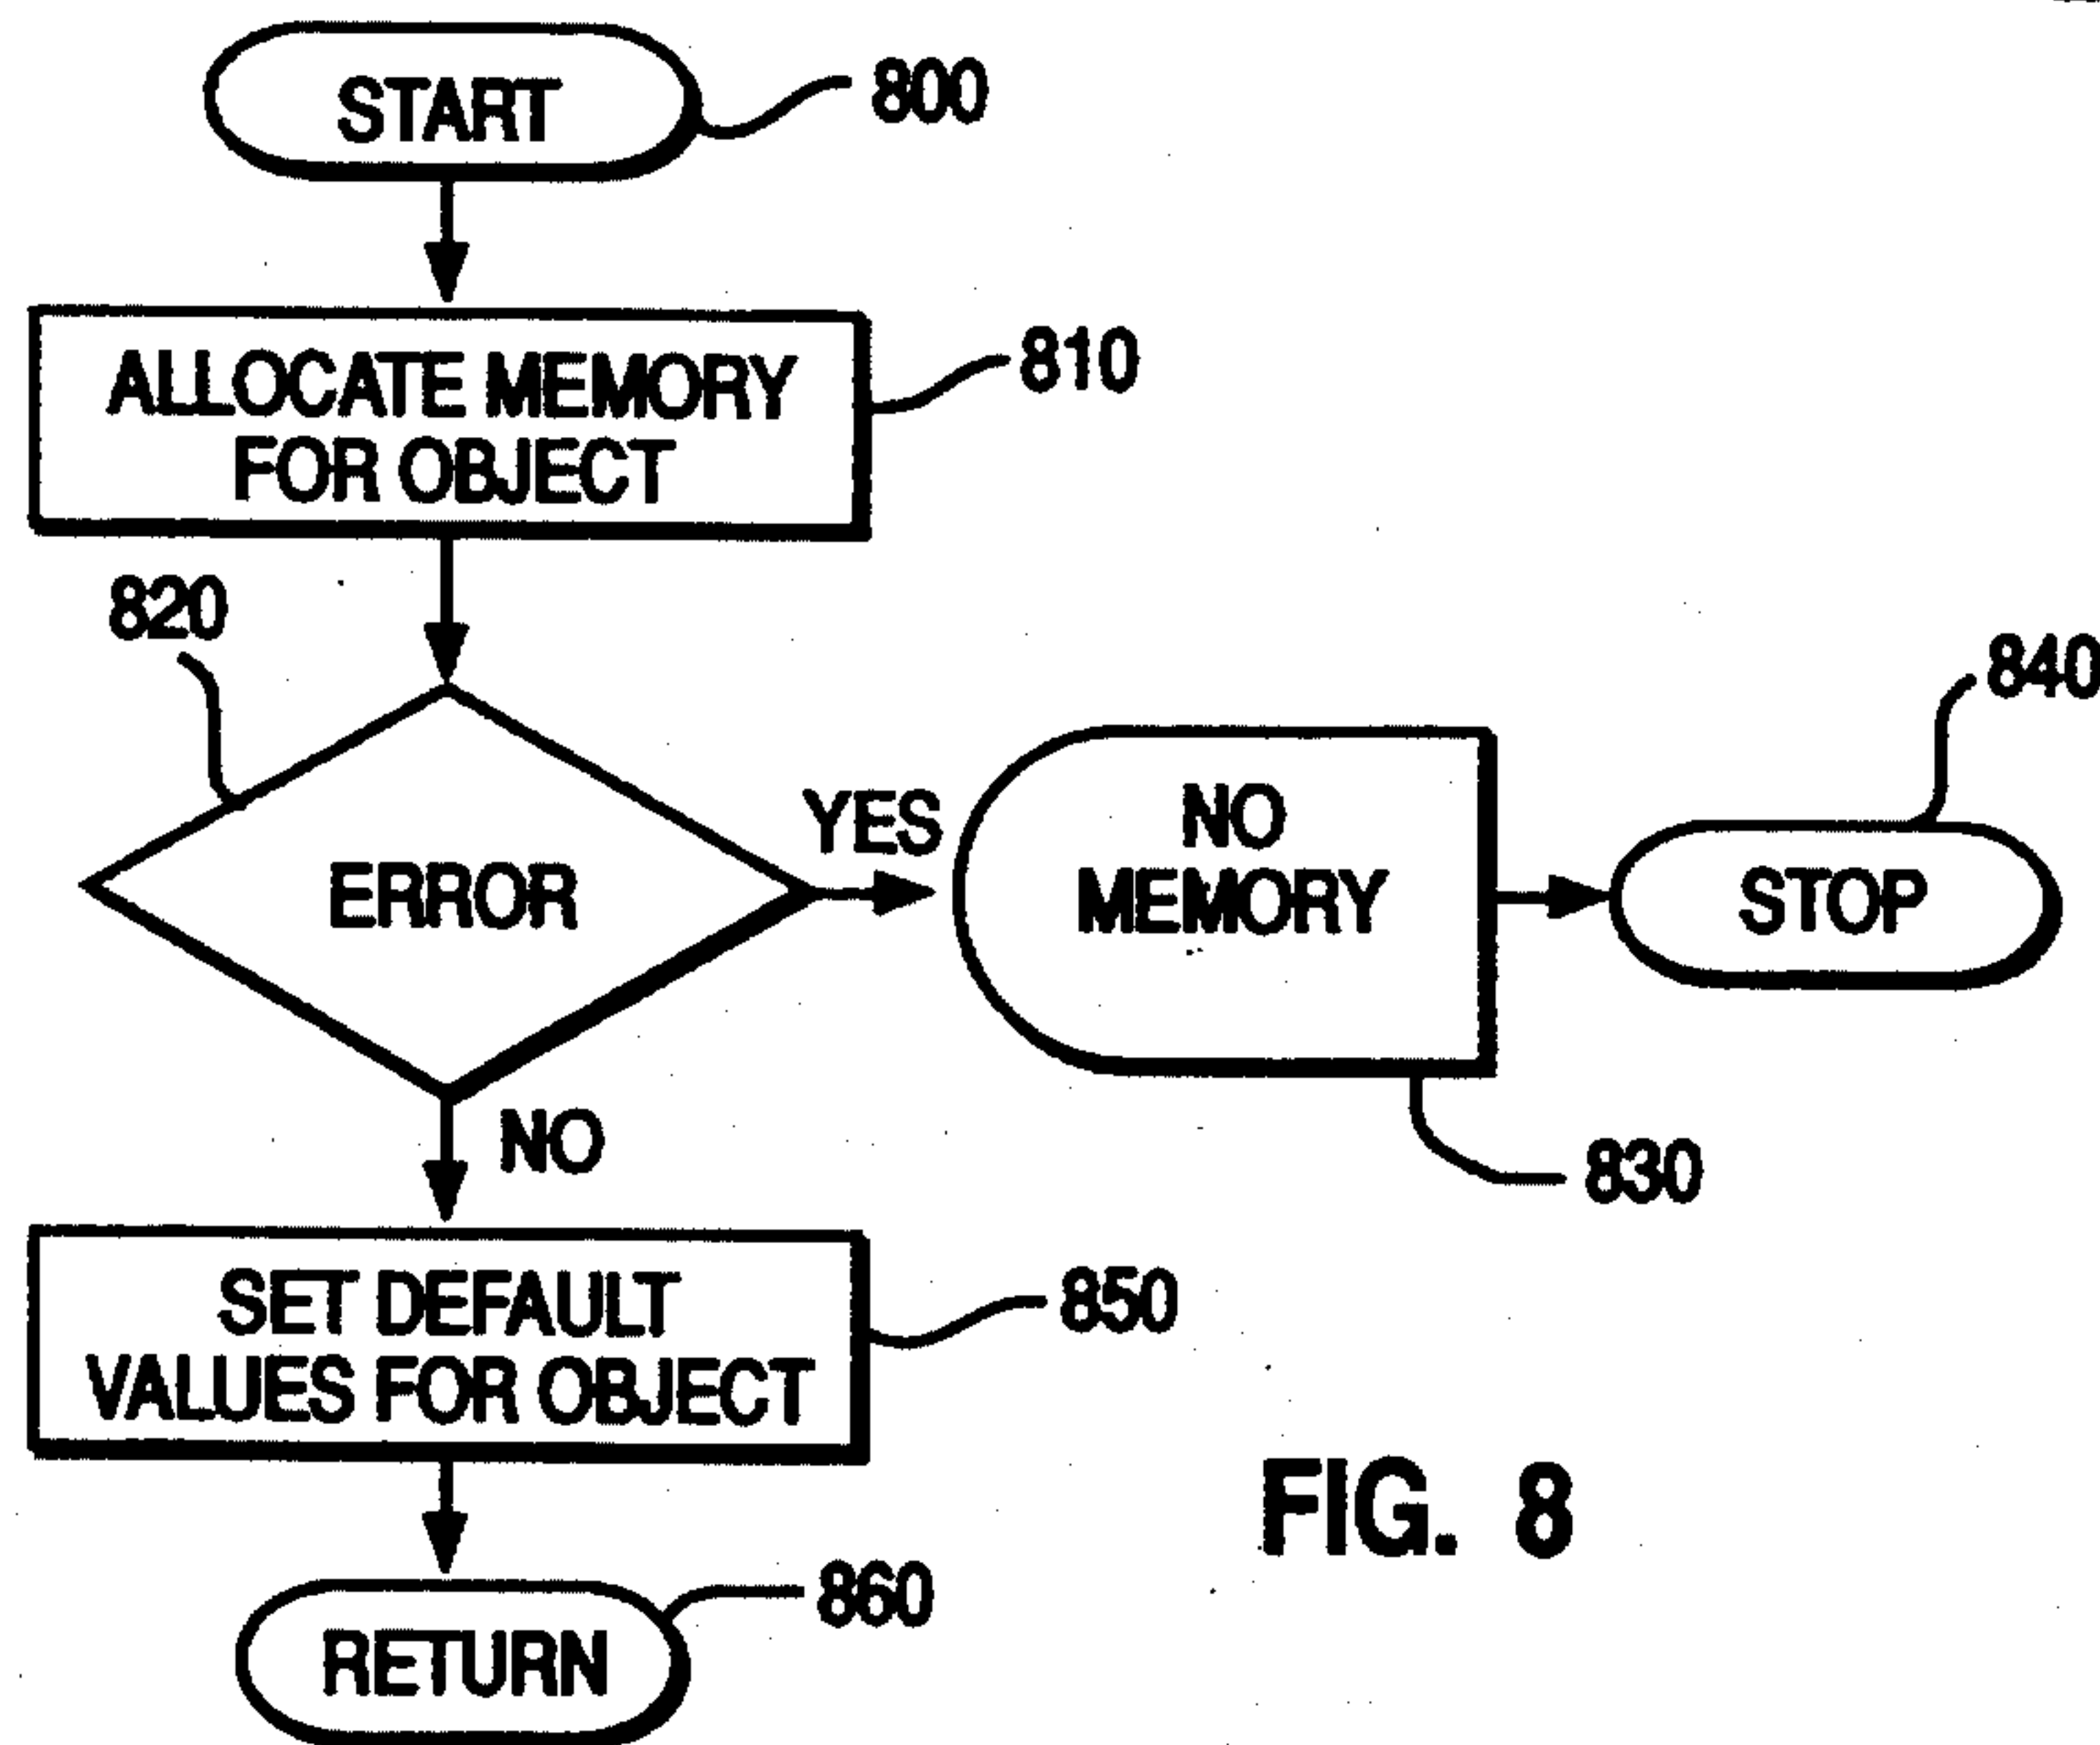 START
800
ALLOCATE MEMORY
FOR OBJECT
810
820
ERROR
YES
NO
MEMORY
840
STOP
830
NO
SET DEFAULT
VALUES FOR OBJECT
850
RETURN
860
FIG. 8